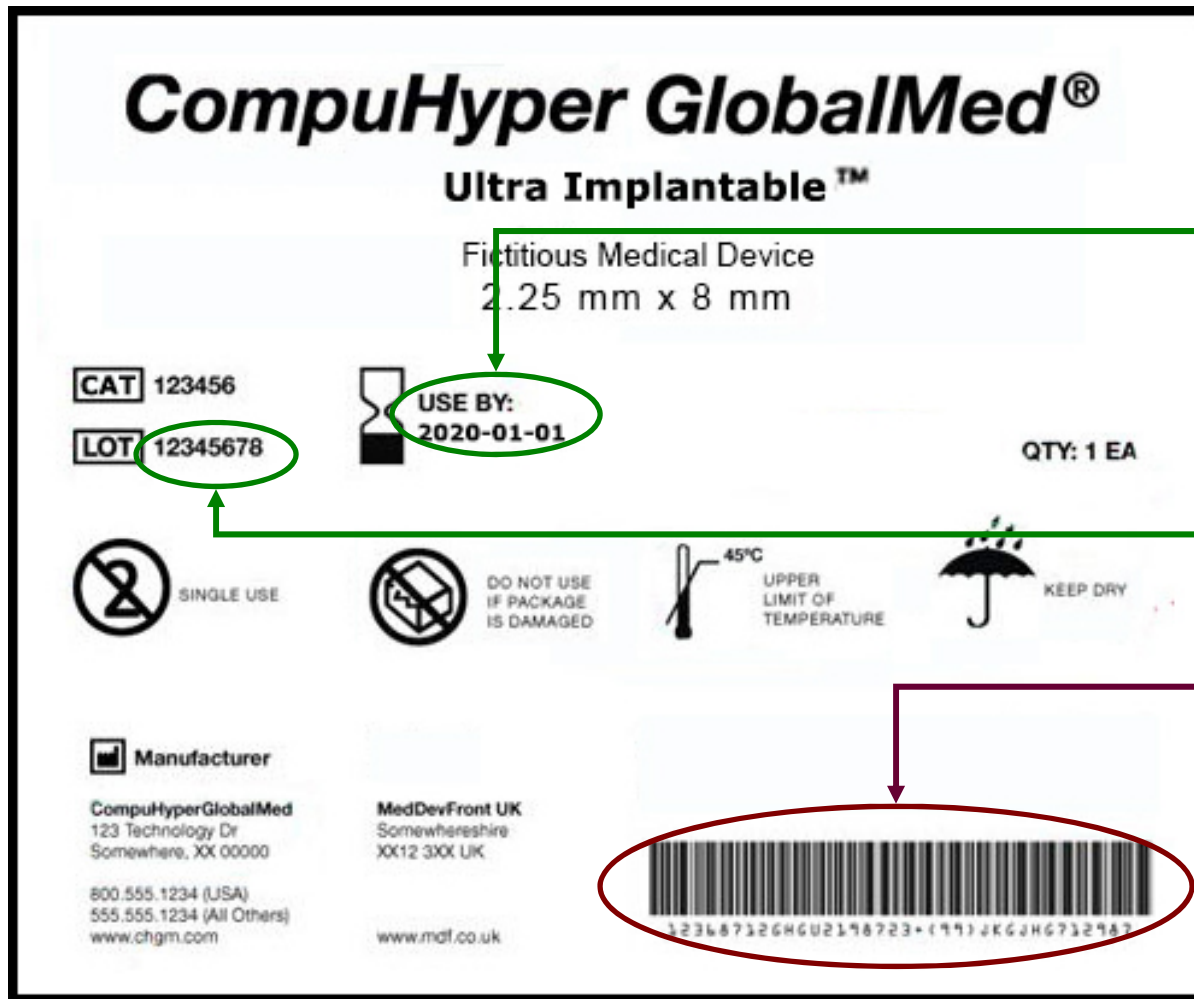 CompuHyper GlobalMed®
Ultra Implantable™
Fictitious Medical Device
2.25 mm x 8 mm
CAT 123456
USE BY:
2020-01-01
LOT 12345678
QTY: 1 EA
SINGLE USE
DO NOT USE
IF PACKAGE
IS DAMAGED
45°C
UPPER
LIMIT OF
TEMPERATURE
KEEP DRY
Manufacturer
CompuHyperGlobalMed
123 Technology Dr
Somewhere, XX 00000
800.555.1234 (USA)
555.555.1234 (All Others)
www.chgm.com
MedDevFront UK
Somewhereshire
XX12 3XX UK
www.mdf.co.uk
12368712GHGU2198723+(99)JKGJHG712987